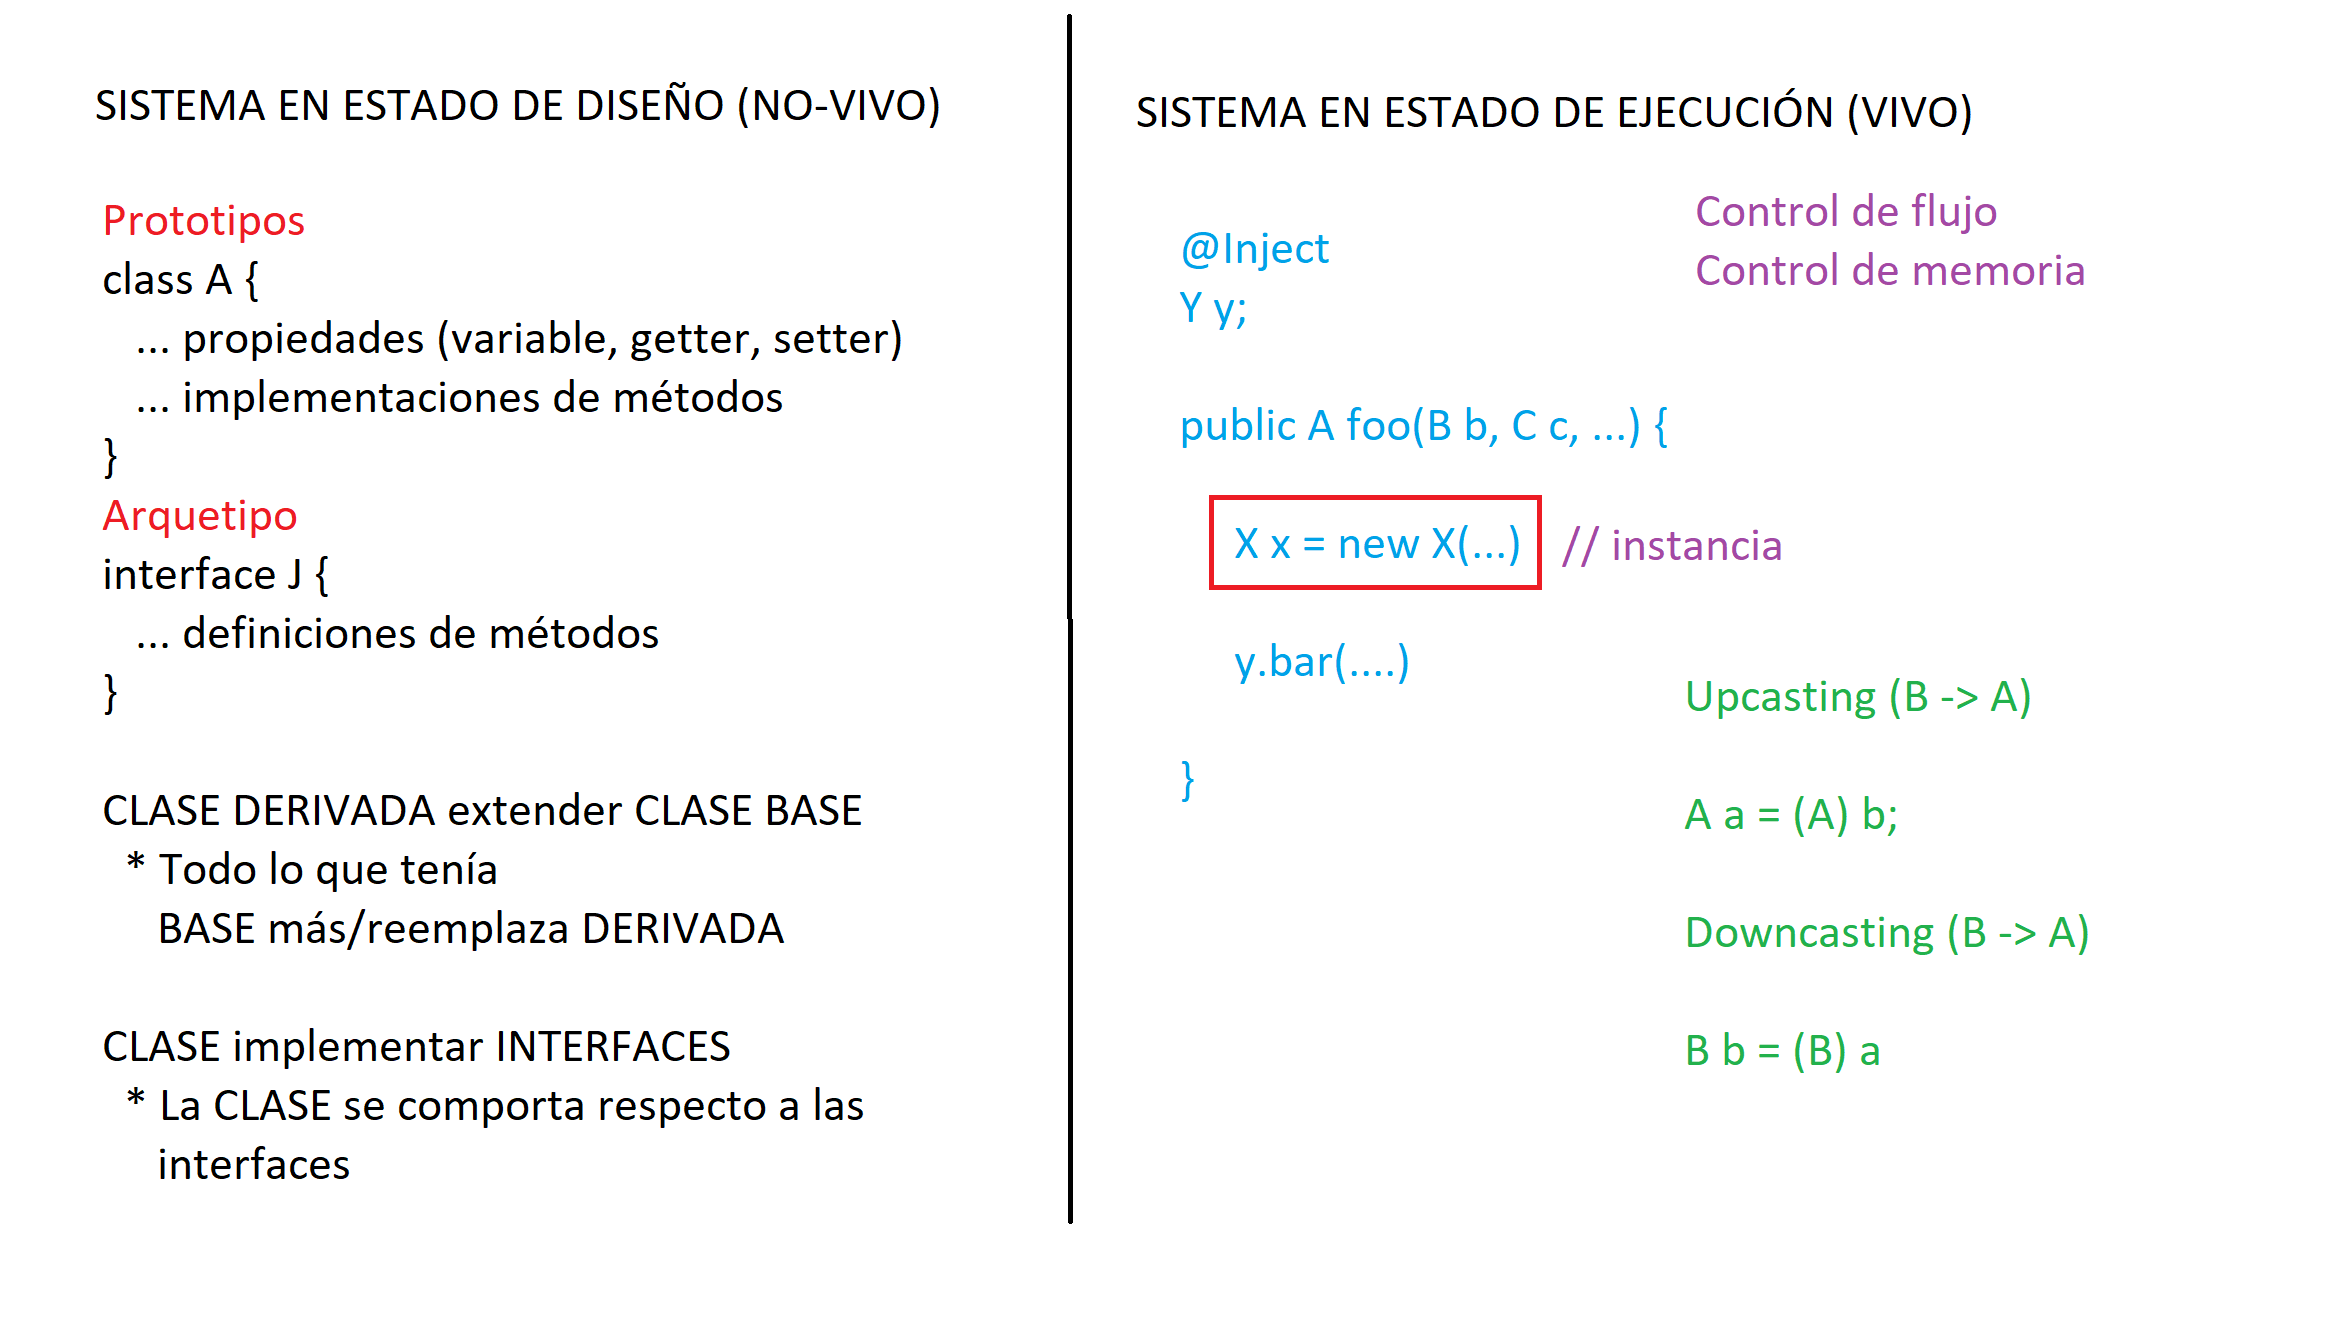 SISTEMA EN ESTADO DE DISEÑO (NO-VIVO)
Prototipos
class A {
... propiedades (variable, getter, setter)
... implementaciones de métodos
}
Arquetipo
interface J {
... definiciones de métodos
}
CLASE DERIVADA extender CLASE BASE
* Todo lo que tenía
BASE más/reemplaza DERIVADA
CLASE implementar INTERFACES
* La CLASE se comporta respecto a las
interfaces
SISTEMA EN ESTADO DE EJECUCIÓN (VIVO)
Control de flujo
Control de memoria
@Inject
Y y;
public A foo(B b, C c, ...) {
X x = new X(...) // instancia
y.bar(....)
}
Upcasting (B -> A)
A a = (A) b;
Downcasting (B -> A)
B b = (B) a